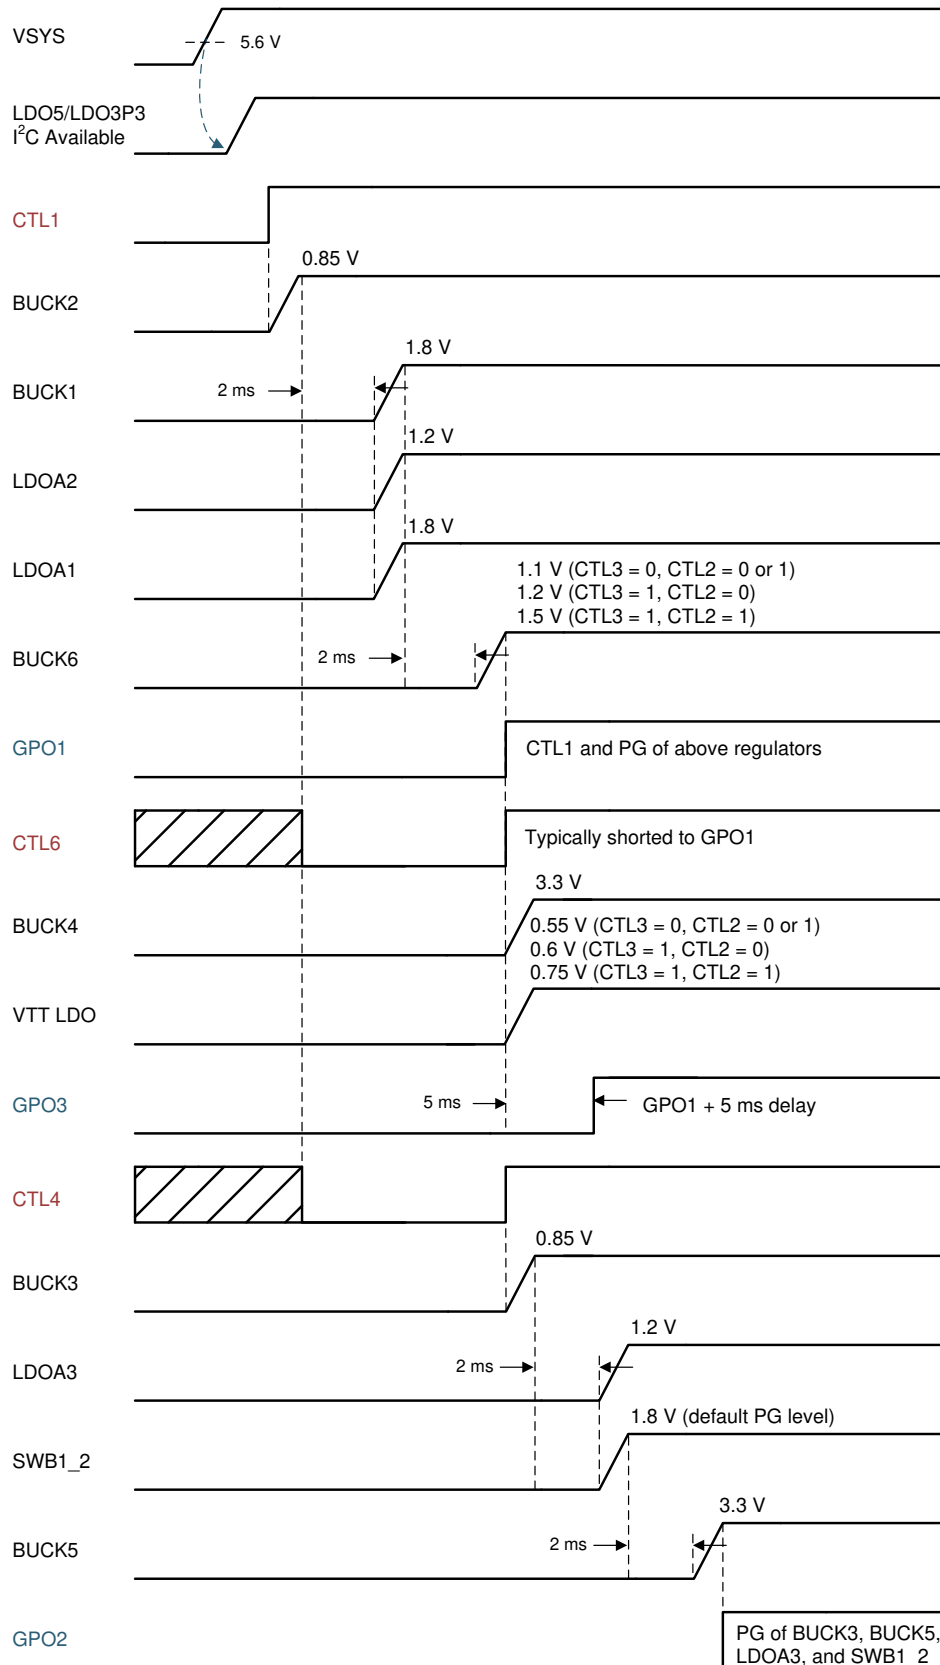 VSYS
5.6 V
LDO5/LDO3P3
I²C Available
CTL1
0.85 V
BUCK2
1.8 V
2 ms
BUCK1
1.2 V
LDOA2
1.8 V
LDOA1
1.1 V (CTL3 = 0, CTL2 = 0 or 1)
1.2 V (CTL3 = 1, CTL2 = 0)
1.5 V (CTL3 = 1, CTL2 = 1)
BUCK6
2 ms
GPO1
CTL1 and PG of above regulators
CTL6
Typically shorted to GPO1
3.3 V
BUCK4
0.55 V (CTL3 = 0, CTL2 = 0 or 1)
0.6 V (CTL3 = 1, CTL2 = 0)
0.75 V (CTL3 = 1, CTL2 = 1)
VTT LDO
GPO3
5 ms
GPO1 + 5 ms delay
CTL4
0.85 V
BUCK3
1.2 V
LDOA3
2 ms
1.8 V (default PG level)
SWB1_2
3.3 V
BUCK5
2 ms
GPO2
PG of BUCK3, BUCK5,
LDOA3, and SWB1_2